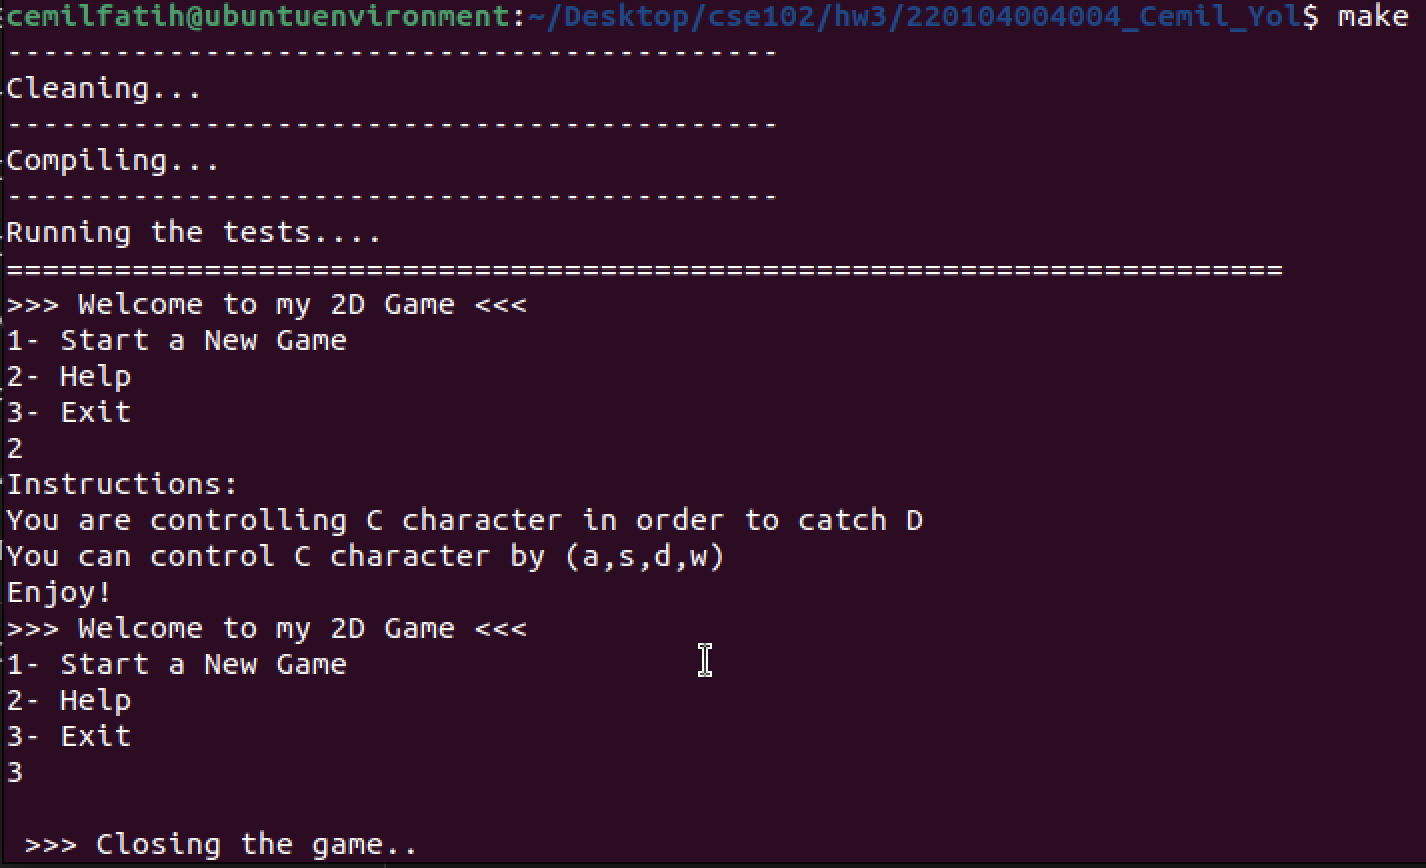 cemilfatih@ubuntuenvironment:~/Desktop/cse102/hw3/220104004004_Cemil_Yol$ make
-------------------------------------------
Cleaning...
-------------------------------------------
Compiling...
-------------------------------------------
Running the tests....
=======================================================================
>>> Welcome to my 2D Game <<<
1- Start a New Game
2- Help
3- Exit
2
Instructions:
You are controlling C character in order to catch D
You can control C character by (a,s,d,w)
Enjoy!
>>> Welcome to my 2D Game <<<
1- Start a New Game
2- Help
3- Exit
3
>>> Closing the game..